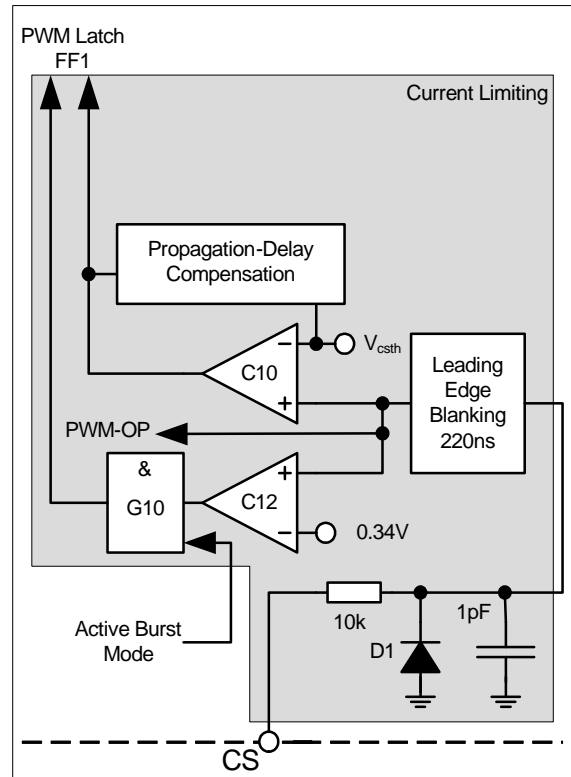 PWM Latch
FF1
Current Limiting
Propagation-Delay
Compensation
V_csth
C10
Leading
Edge
Blanking
220ns
PWM-OP
&
G10
C12
0.34V
Active Burst
Mode
10k
1pF
D1
CS